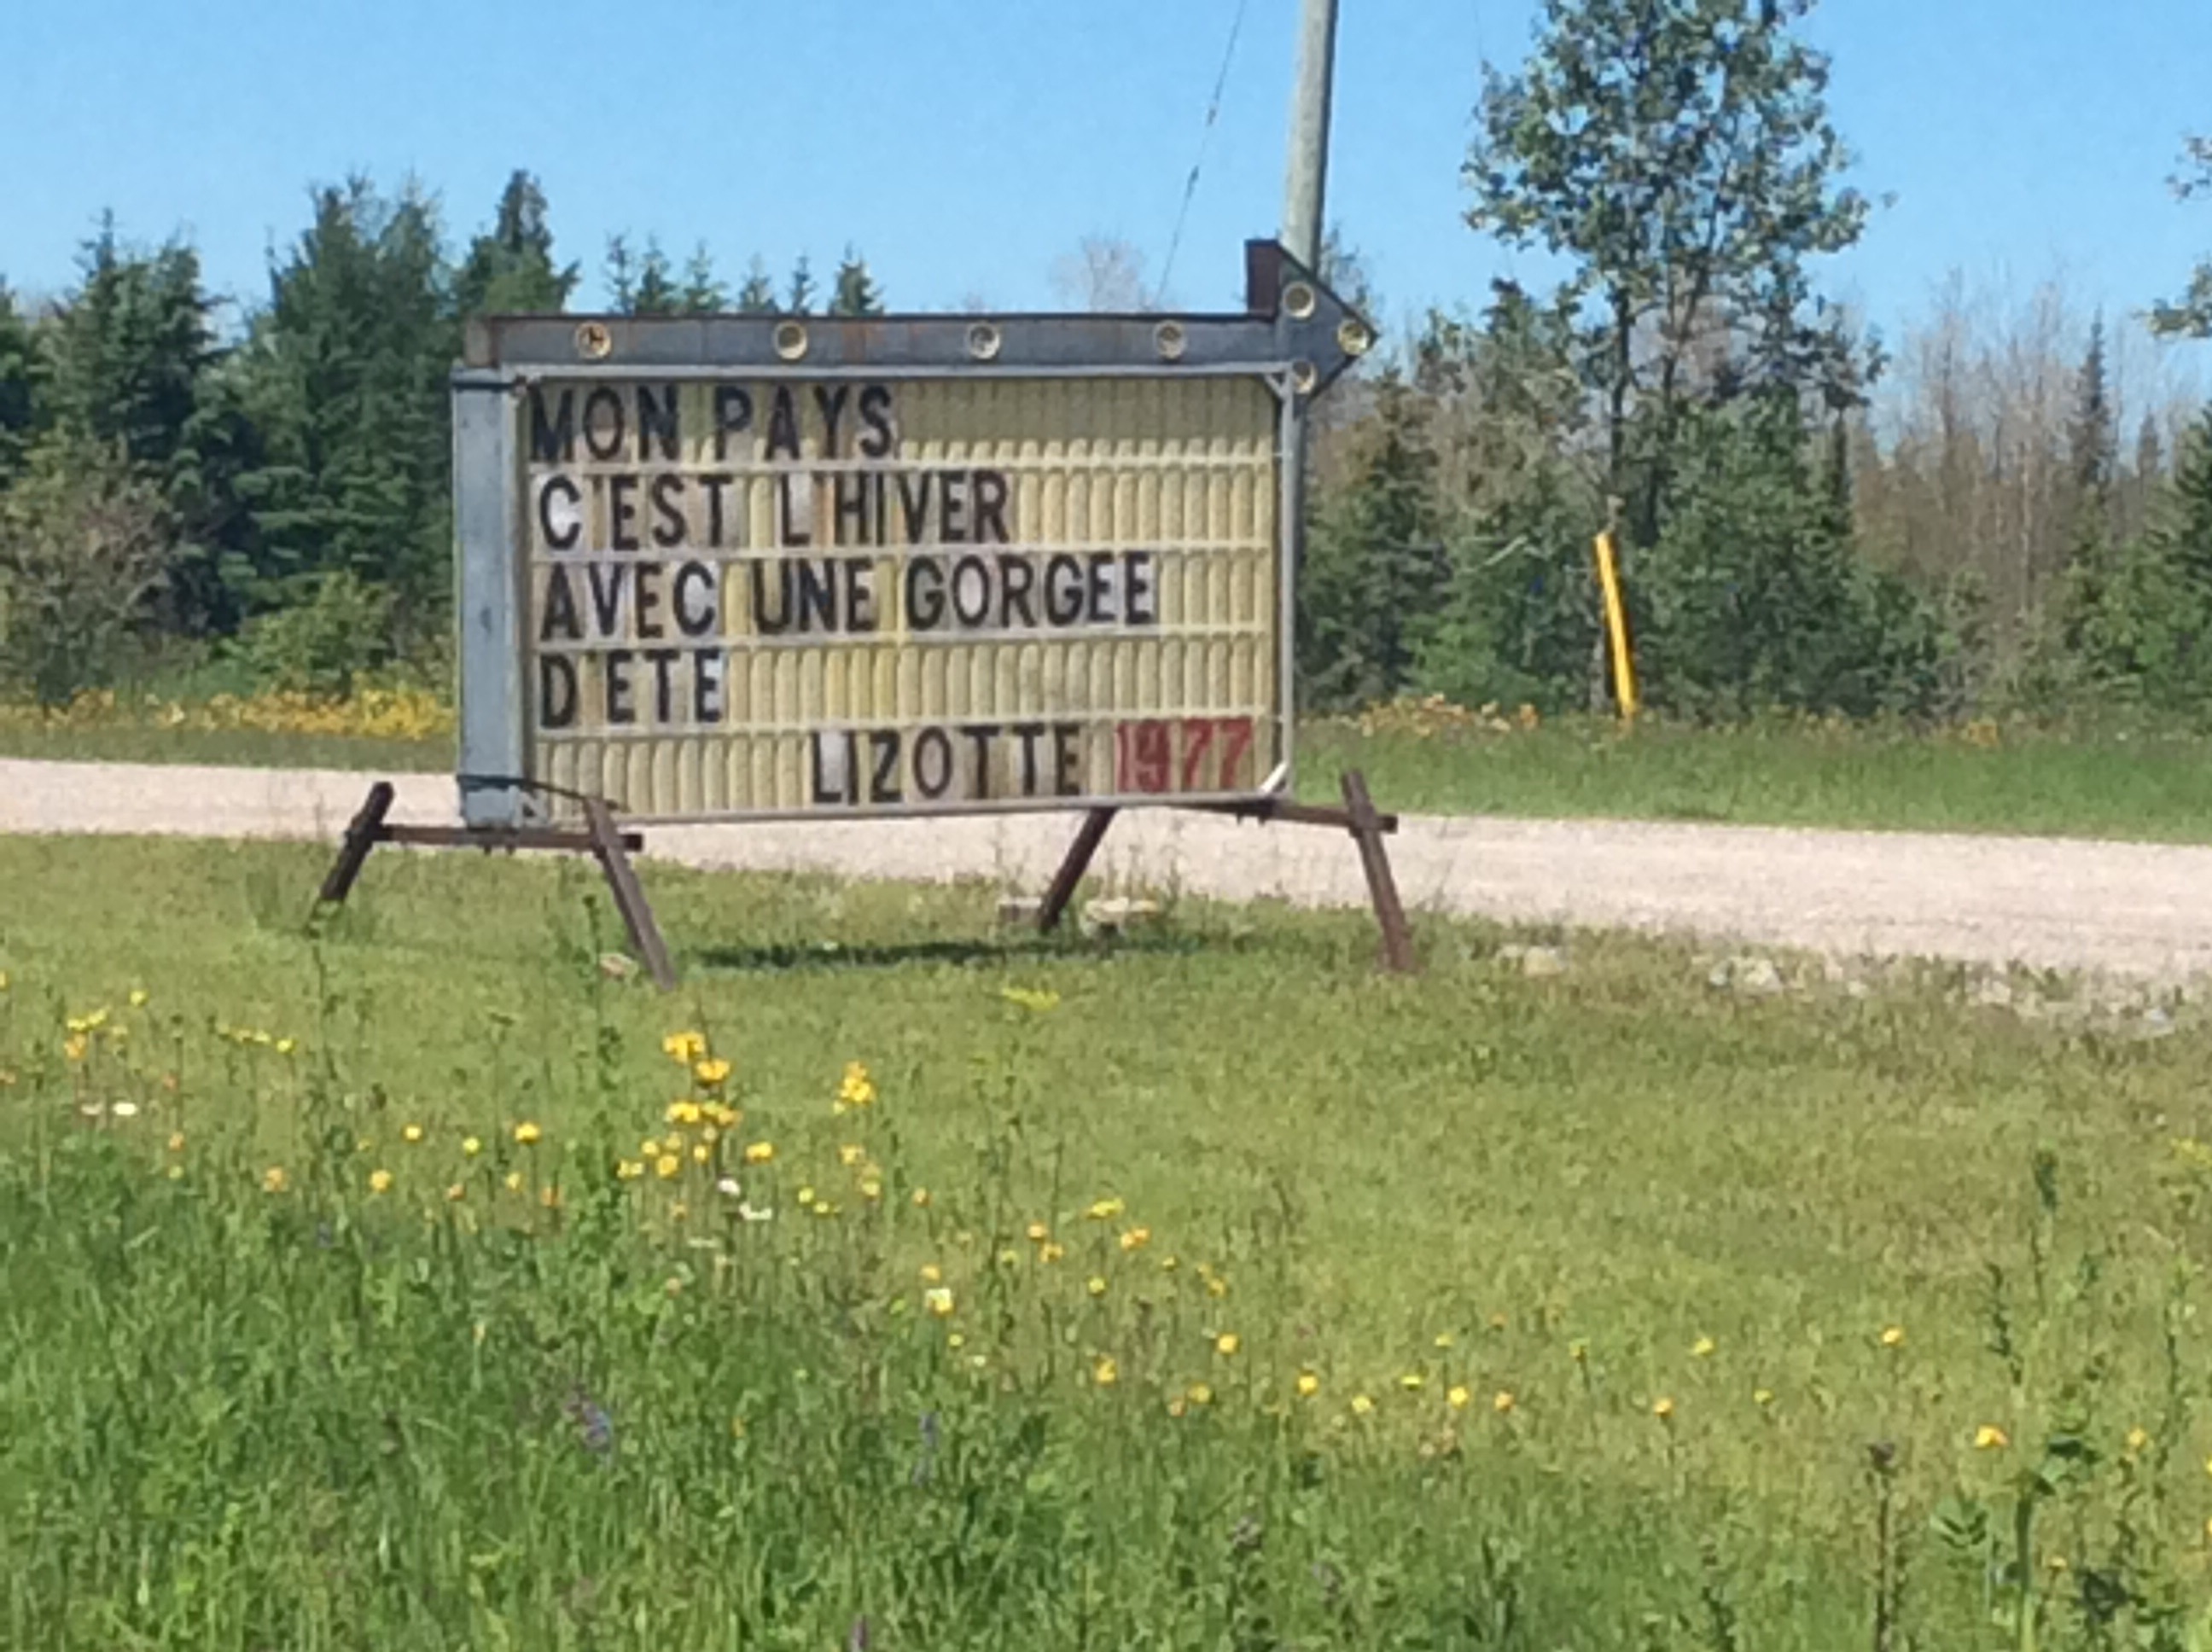 MON PAYS
C'EST L'HIVER
AVEC UNE GORGEE
D'ETE
LIZOTTE 1977